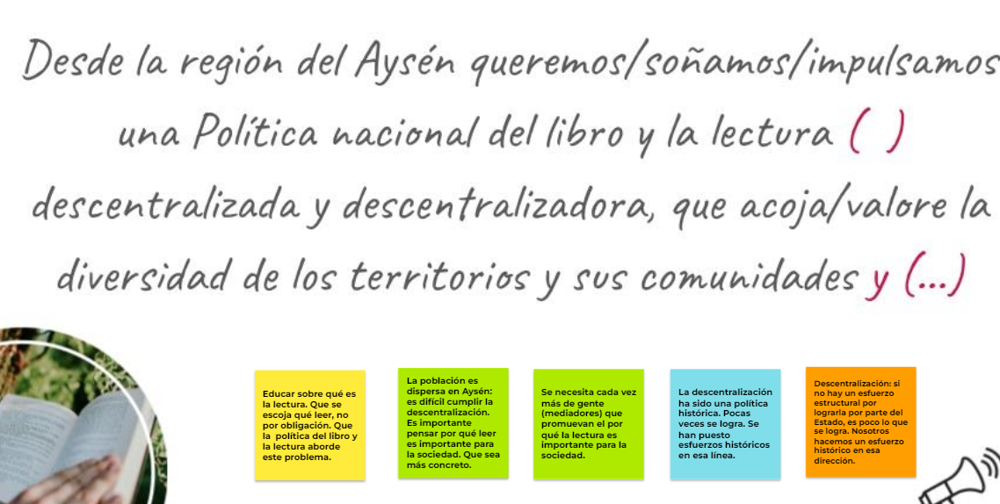 Desde la región del Aysén queremos/soñamos/impulsamos
una Política nacional del libro y la lectura ( )
descentralizada y descentralizadora, que acoja/valore la
diversidad de los territorios y sus comunidades y (...)
Educar sobre qué es
la lectura. Que se
escoja qué leer, no
por obligación. Que
la política del libro y
la lectura aborde
este problema.
La población es
dispersa en Aysén:
es difícil cumplir la
descentralización.
Es importante
pensar por qué leer
es importante para
la sociedad. Que sea
más concreto.
Se necesita cada vez
más de gente
(mediadores) que
promuevan el por
qué la lectura es
importante para la
sociedad.
La descentralización
ha sido una política
histórica. Pocas
veces se logra. Se
han puesto
esfuerzos históricos
en esa línea.
Descentralización: si
no hay un esfuerzo
estructural por
lograrla por parte del
Estado, es poco lo que
se logra. Nosotros
hacemos un esfuerzo
histórico en esa
dirección.